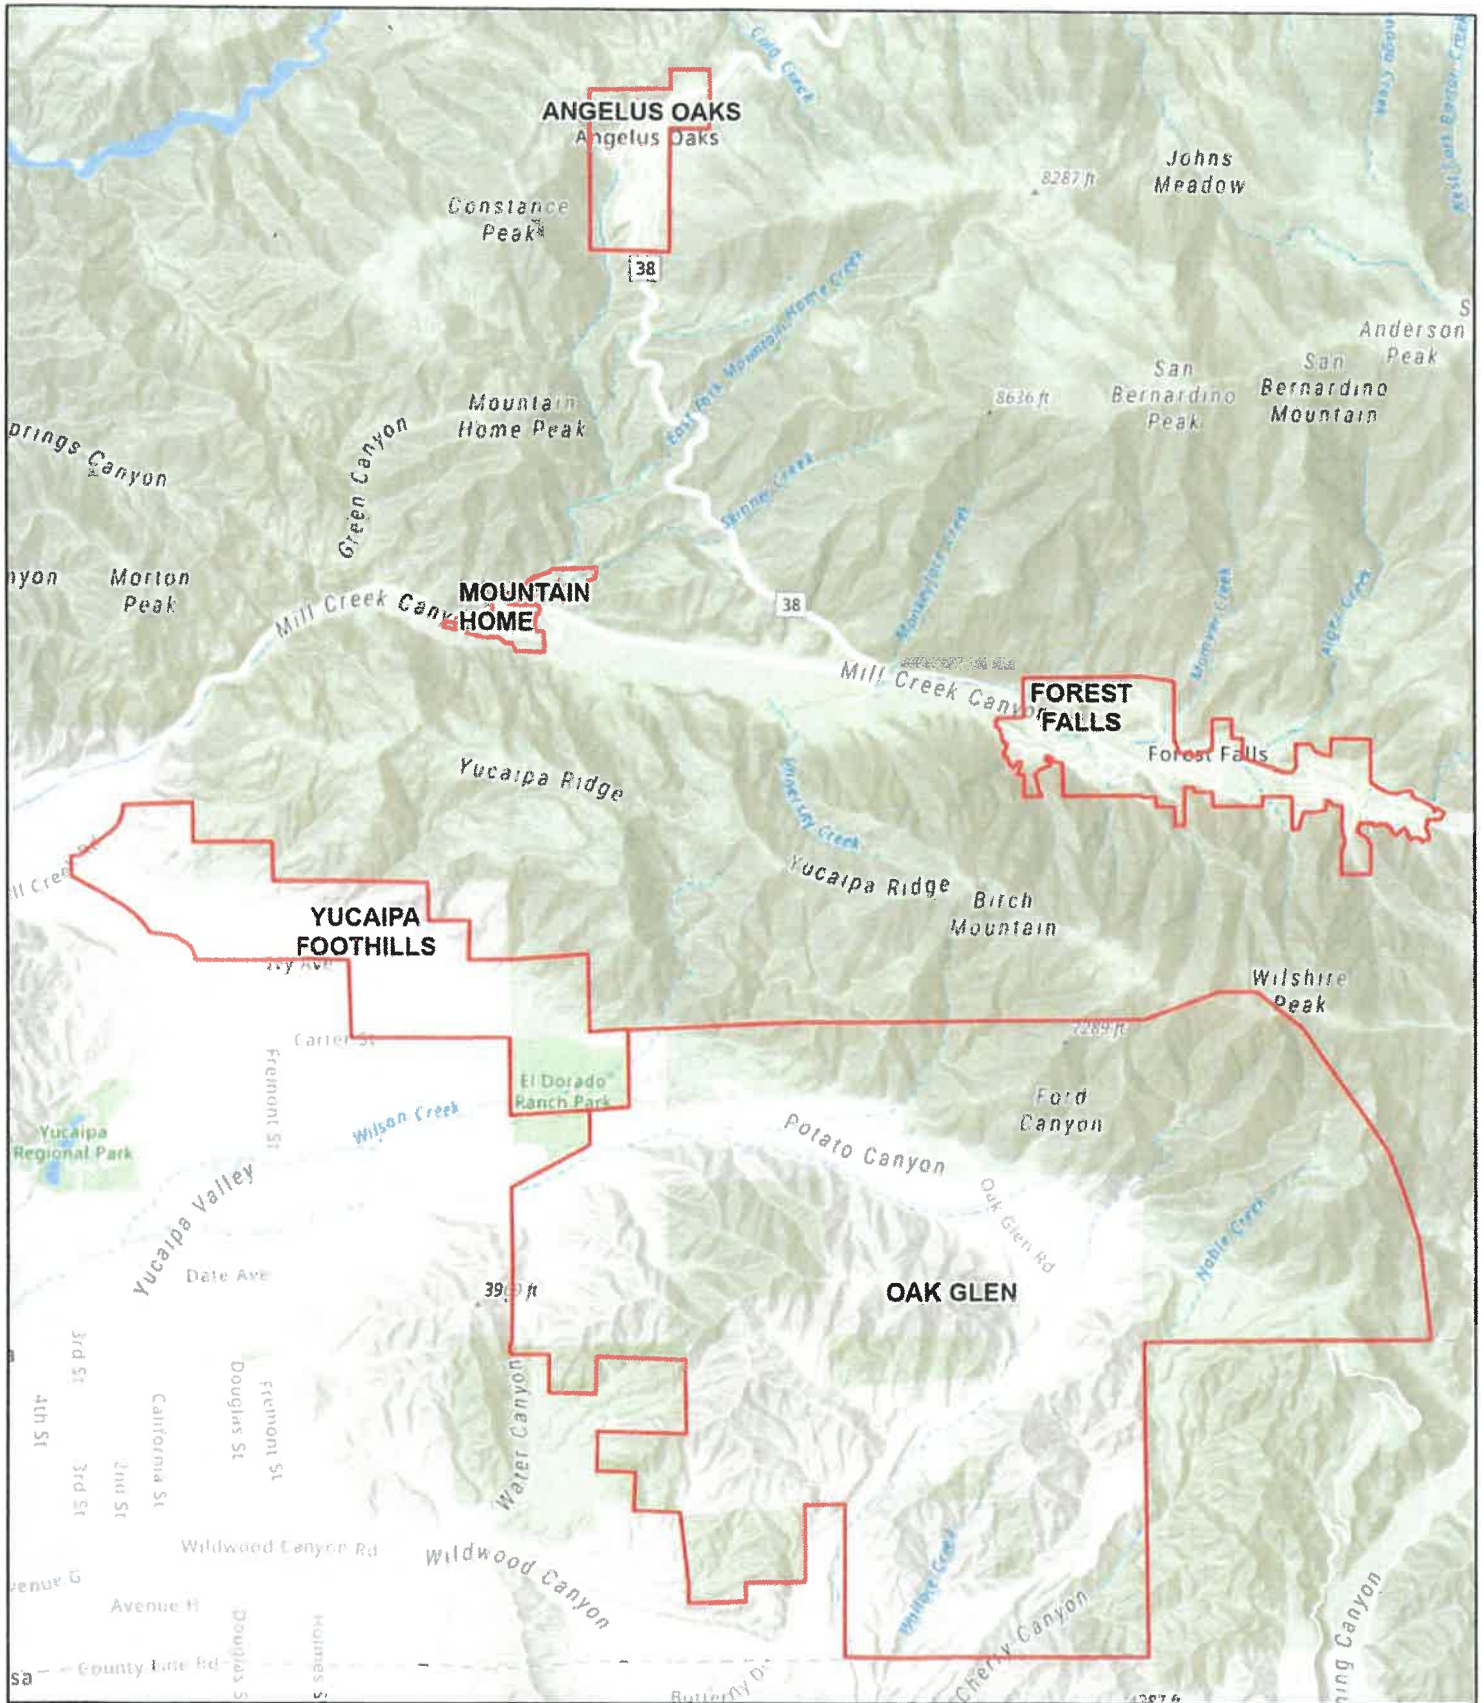 Cold Creek
ANGELUS OAKS
Angelus Oaks
Johns
Meadow
8287 ft
Constance
Peak
38
East Fork Mountain Home Creek
S
Anderson
Peak
San
Bernardino
Peak
San
Bernardino
Mountain
8636 ft
Mountain
Home Peak
Green Canyon
prings Canyon
Skinner Creek
Monkeyface Creek
nyon
Morton
Peak
Mill Creek Canyon
MOUNTAIN
HOME
38
Alger Creek
Mill Creek Canyon
FOREST
FALLS
Forest Falls
Yucaipa Ridge
Yucaipa Ridge
Birch
Mountain
YUCAIPA
FOOTHILLS
Wilshire
Peak
7289 ft
Carter St
Fremont St
El Dorado
Ranch Park
Wilson Creek
Ford
Canyon
Yucaipa
Regional Park
Potato Canyon
Oak Glen Rd
Yucaipa Valley
Noble Creek
Date Ave
OAK GLEN
3rd St
4th St
California St
Douglas St
Fremont St
3rd St
2nd St
Water Canyon
Wildwood Canyon Rd
Wildwood Canyon
venue G
Avenue H
Wallace Creek
Cherry Canyon
ning Canyon
sa
County Line Rd
Douglas S